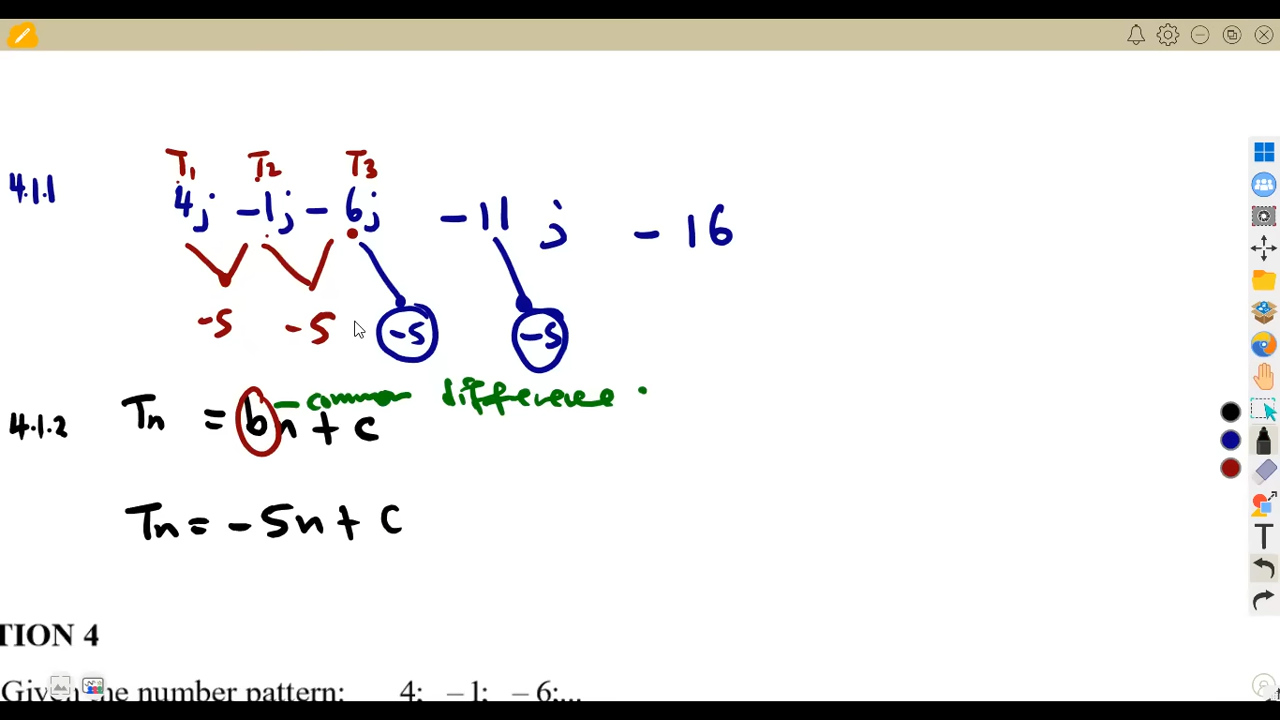 T1 T2 T3
4.1.1 4; -1; -6; -11; -16
-5 -5 -5 -5
common difference.
4.1.2 Tn = bn + c
Tn = -5n + c
TION 4
Given the number pattern: 4; –1; –6;...
T